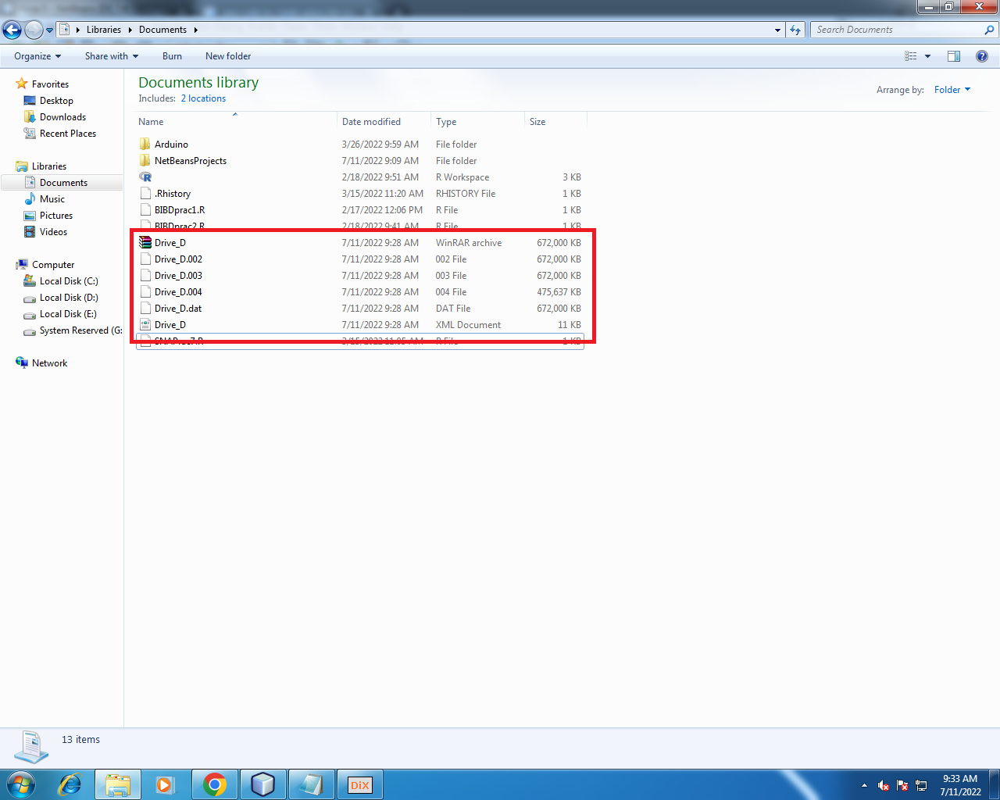 Libraries Documents
Search Documents
Organize Share with Burn New folder
Documents library
Includes: 2 locations
Arrange by: Folder
Name Date modified Type Size
Favorites
Desktop
Downloads
Recent Places
Libraries
Documents
Music
Pictures
Videos
Computer
Local Disk (C:)
Local Disk (D:)
Local Disk (E:)
System Reserved (G:
Network
Arduino 3/26/2022 9:59 AM File folder
NetBeansProjects 7/11/2022 9:09 AM File folder
2/18/2022 9:51 AM R Workspace 3 KB
.Rhistory 3/15/2022 11:20 AM RHISTORY File 1 KB
BIBDprac1.R 2/17/2022 12:06 PM R File 1 KB
BIBDprac2.R 2/18/2022 9:41 AM R File 1 KB
Drive_D 7/11/2022 9:28 AM WinRAR archive 672,000 KB
Drive_D.002 7/11/2022 9:28 AM 002 File 672,000 KB
Drive_D.003 7/11/2022 9:28 AM 003 File 672,000 KB
Drive_D.004 7/11/2022 9:28 AM 004 File 475,637 KB
Drive_D.dat 7/11/2022 9:28 AM DAT File 672,000 KB
Drive_D 7/11/2022 9:28 AM XML Document 11 KB
3/15/2022 11:05 AM R File 1 KB
13 items
DiX
9:33 AM
7/11/2022